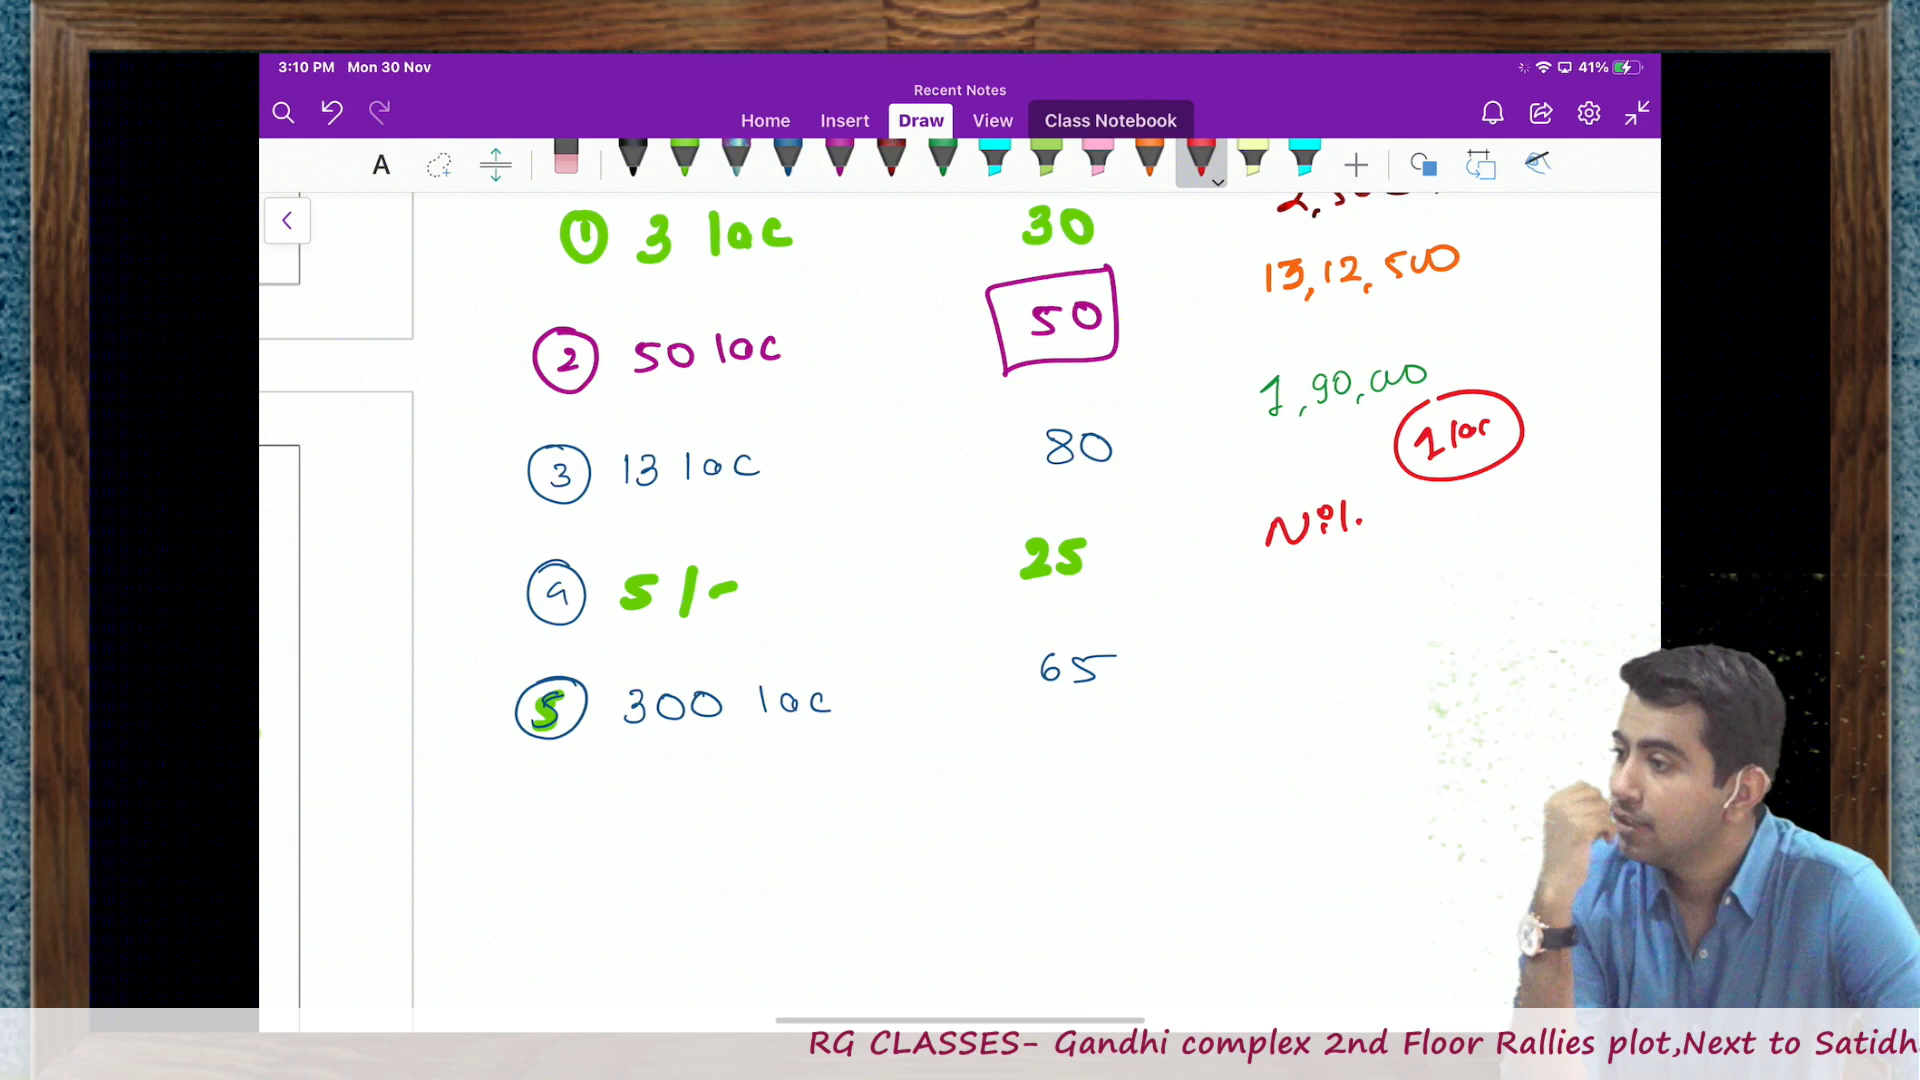 3:10 PM Mon 30 Nov 41%
Recent Notes
Home Insert Draw View Class Notebook
A
1 3 lac 30
13,12,500
2 50 lac 50
1,90,000
1 lac
3 13 lac 80
Nil.
4 5/- 25
5 300 lac 65
RG CLASSES- Gandhi complex 2nd Floor Rallies plot,Next to Satidh